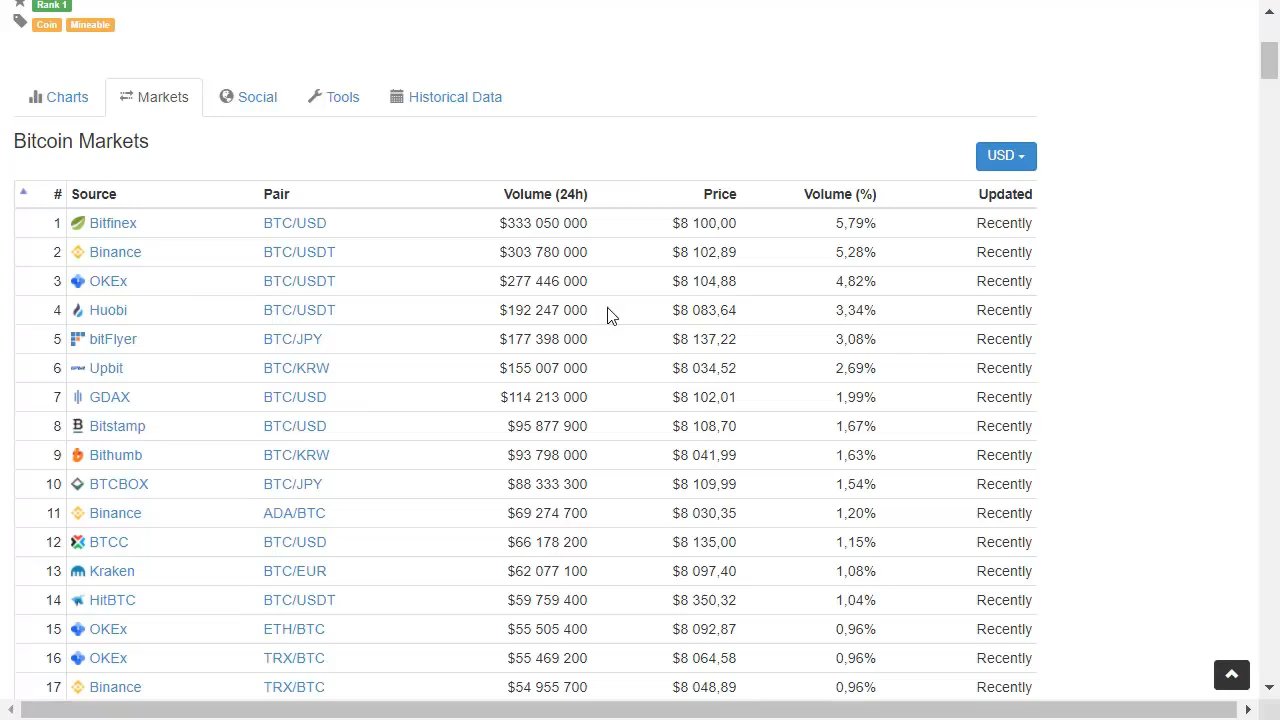 Rank 1
Coin Mineable
Charts Markets Social Tools Historical Data
Bitcoin Markets
USD
# Source Pair Volume (24h) Price Volume (%) Updated
1 Bitfinex BTC/USD $333 050 000 $8 100,00 5,79% Recently
2 Binance BTC/USDT $303 780 000 $8 102,89 5,28% Recently
3 OKEx BTC/USDT $277 446 000 $8 104,88 4,82% Recently
4 Huobi BTC/USDT $192 247 000 $8 083,64 3,34% Recently
5 bitFlyer BTC/JPY $177 398 000 $8 137,22 3,08% Recently
6 Upbit BTC/KRW $155 007 000 $8 034,52 2,69% Recently
7 GDAX BTC/USD $114 213 000 $8 102,01 1,99% Recently
8 Bitstamp BTC/USD $95 877 900 $8 108,70 1,67% Recently
9 Bithumb BTC/KRW $93 798 000 $8 041,99 1,63% Recently
10 BTCBOX BTC/JPY $88 333 300 $8 109,99 1,54% Recently
11 Binance ADA/BTC $69 274 700 $8 030,35 1,20% Recently
12 BTCC BTC/USD $66 178 200 $8 135,00 1,15% Recently
13 Kraken BTC/EUR $62 077 100 $8 097,40 1,08% Recently
14 HitBTC BTC/USDT $59 759 400 $8 350,32 1,04% Recently
15 OKEx ETH/BTC $55 505 400 $8 092,87 0,96% Recently
16 OKEx TRX/BTC $55 469 200 $8 064,58 0,96% Recently
17 Binance TRX/BTC $54 955 700 $8 048,89 0,96% Recently